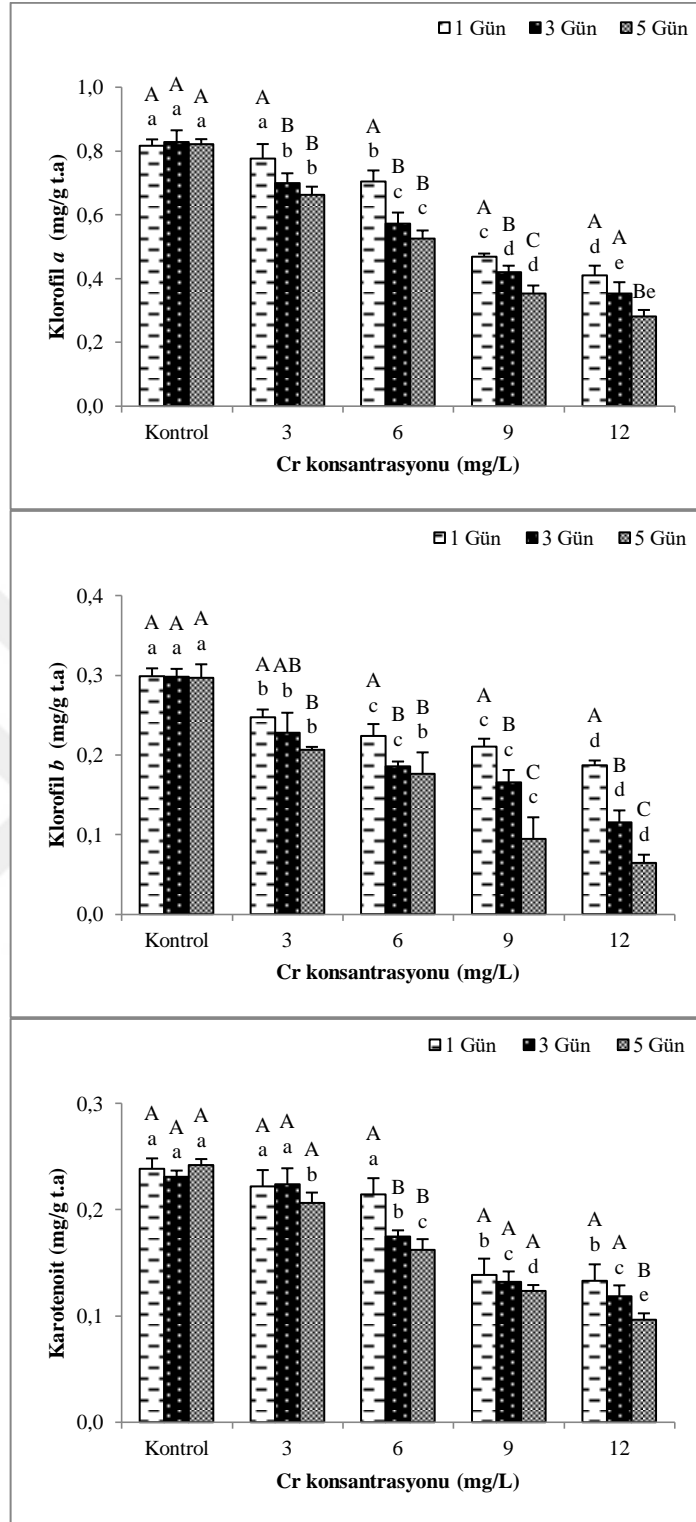 1 Gün 3 Gün 5 Gün
Klorofil a (mg/g t.a)
1,0
0,8
0,6
0,4
0,2
0,0
A A A A B B A B B A B C A A Be
a a a a b b b c c c d d d e
Kontrol 3 6 9 12
Cr konsantrasyonu (mg/L)
1 Gün 3 Gün 5 Gün
Klorofil b (mg/g t.a)
0,4
0,3
0,2
0,1
0,0
A A A A AB B A B B A B C A B C
a a a b b b c c b c c c d d d
Kontrol 3 6 9 12
Cr konsantrasyonu (mg/L)
1 Gün 3 Gün 5 Gün
Karotenoit (mg/g t.a)
0,3
0,2
0,1
0,0
A A A A A A A B B A A A A A B
a a a a a b a b c b c d b c e
Kontrol 3 6 9 12
Cr konsantrasyonu (mg/L)